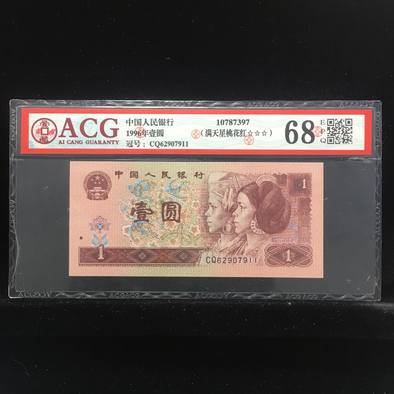 ACG
AI CANG GUARANTY
中国人民银行
1996年壹圆
冠号: CQ62907911
10787397
(满天星桃花红☆☆☆)
68
E
P
Q
中国人民银行
壹圆
1
1
1
CQ62907911